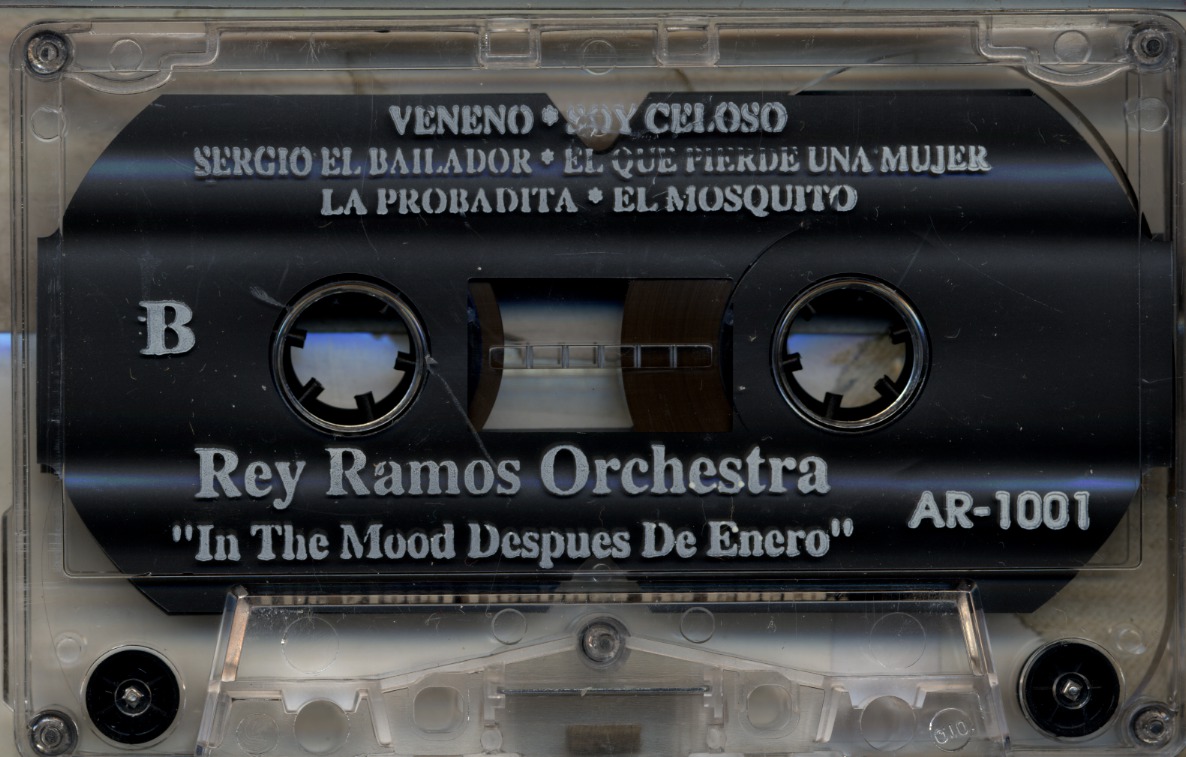 VENENO * SOY CELOSO
SERGIO EL BAILADOR * EL QUE PIERDE UNA MUJER
LA PROBADITA * EL MOSQUITO
B
Rey Ramos Orchestra
AR-1001
"In The Mood Despues De Enero"